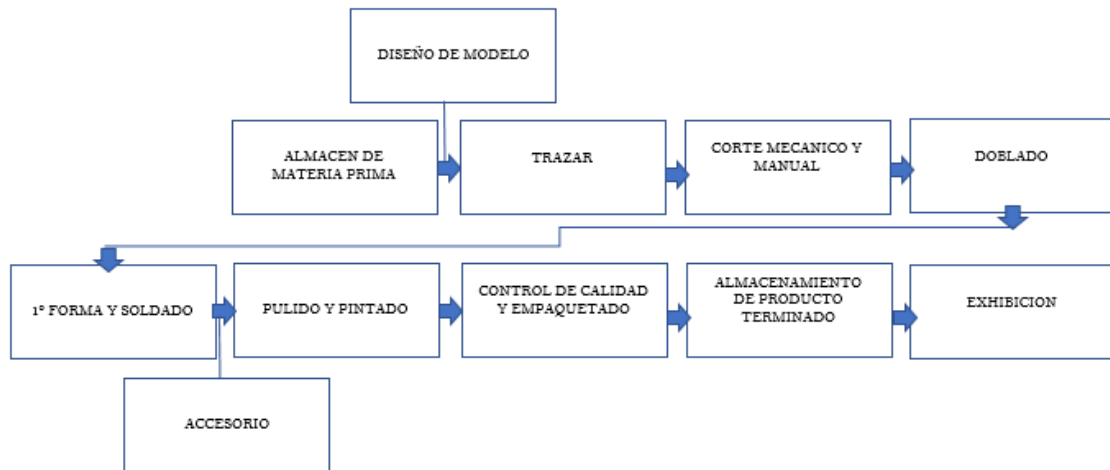 DISEÑO DE MODELO
ALMACEN DE
MATERIA PRIMA
TRAZAR
CORTE MECANICO Y
MANUAL
DOBLADO
1º FORMA Y SOLDADO
PULIDO Y PINTADO
CONTROL DE CALIDAD
Y EMPAQUETADO
ALMACENAMIENTO
DE PRODUCTO
TERMINADO
EXHIBICION
ACCESORIO